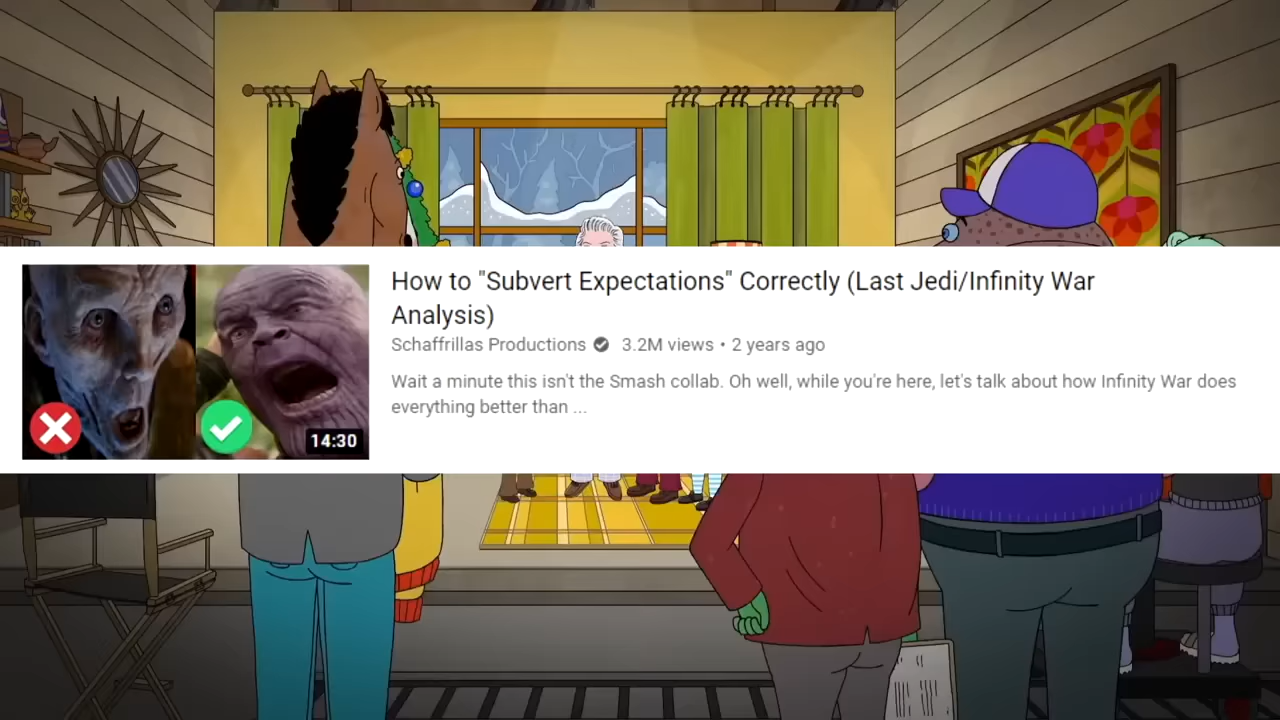 How to "Subvert Expectations" Correctly (Last Jedi/Infinity War
Analysis)
Schaffrillas Productions 3.2M views • 2 years ago
Wait a minute this isn't the Smash collab. Oh well, while you're here, let's talk about how Infinity War does
everything better than ...
14:30